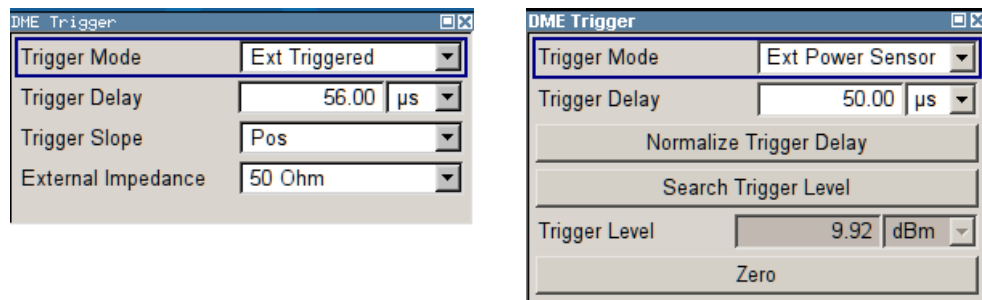 DME Trigger
Trigger Mode Ext Triggered
Trigger Delay 56.00 µs
Trigger Slope Pos
External Impedance 50 Ohm
DME Trigger
Trigger Mode Ext Power Sensor
Trigger Delay 50.00 µs
Normalize Trigger Delay
Search Trigger Level
Trigger Level 9.92 dBm
Zero